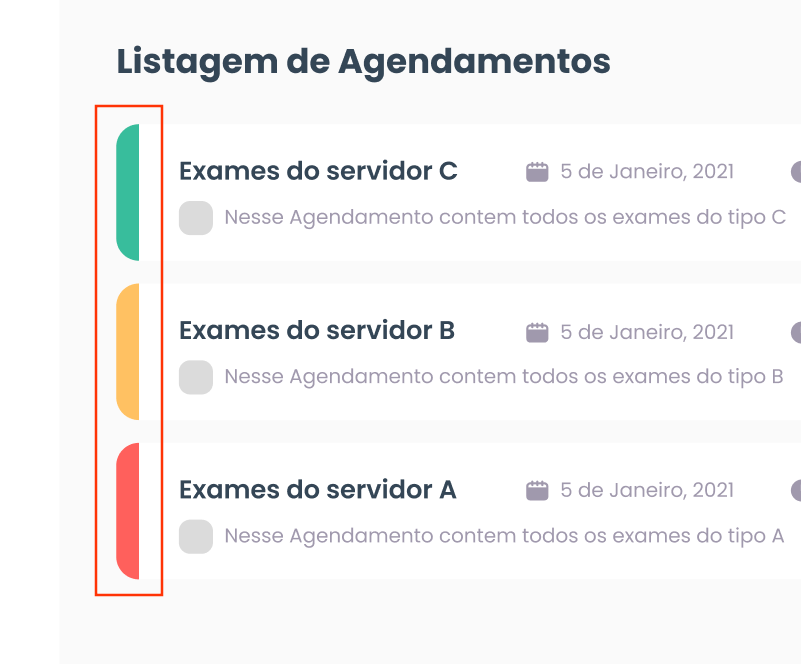 Listagem de Agendamentos
Exames do servidor C 5 de Janeiro, 2021
Nesse Agendamento contem todos os exames do tipo C
Exames do servidor B 5 de Janeiro, 2021
Nesse Agendamento contem todos os exames do tipo B
Exames do servidor A 5 de Janeiro, 2021
Nesse Agendamento contem todos os exames do tipo A